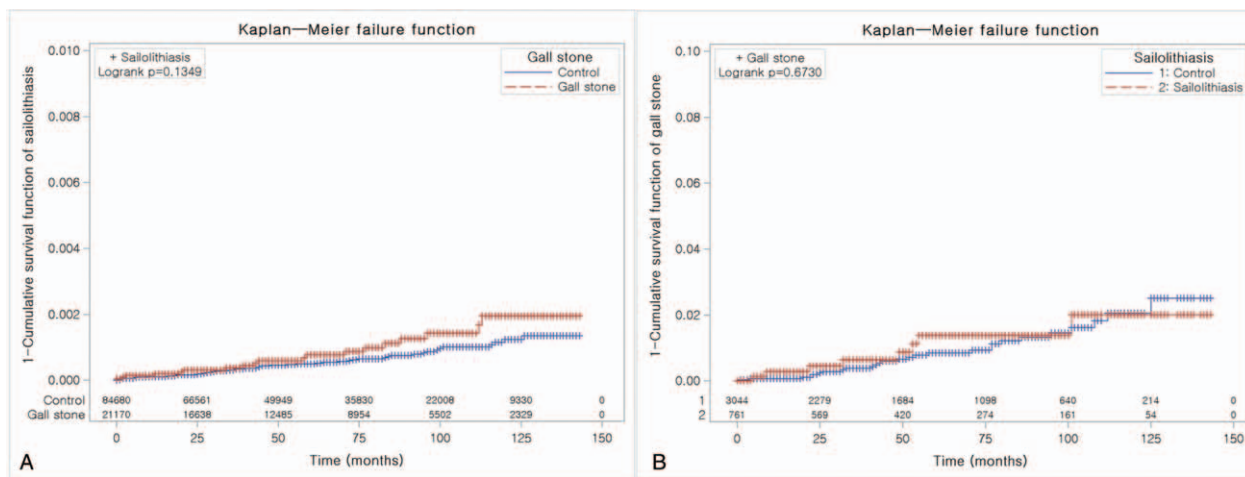 Kaplan—Meier failure function
0.010
0.008
0.006
0.004
0.002
0.000
1-Cumulative survival function of sailolithiasis
+ Sailolithiasis
Logrank p=0.1349
Gall stone
Control
Gall stone
Control 84680 66561 49949 35830 22008 9330 0
Gall stone 21170 16638 12485 8954 5502 2329 0
0 25 50 75 100 125 150
Time (months)
A
Kaplan—Meier failure function
0.10
0.08
0.06
0.04
0.02
0.00
1-Cumulative survival function of gall stone
+ Gall stone
Logrank p=0.6730
Sailolithiasis
1: Control
2: Sailolithiasis
1 3044 2279 1684 1098 640 214 0
2 761 569 420 274 161 54 0
0 25 50 75 100 125 150
Time (months)
B